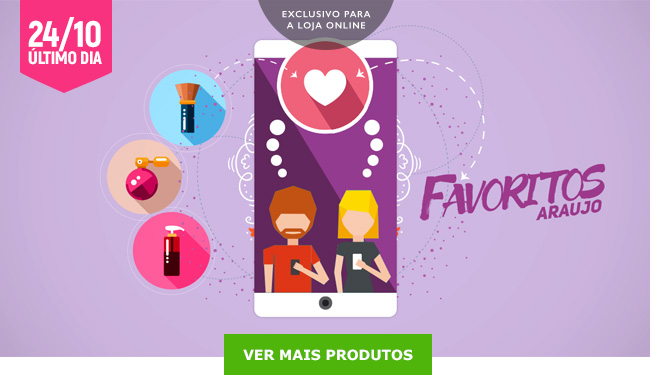 24/10
ÚLTIMO DIA
EXCLUSIVO PARA
A LOJA ONLINE
FAVORITOS
ARAUJO
VER MAIS PRODUTOS